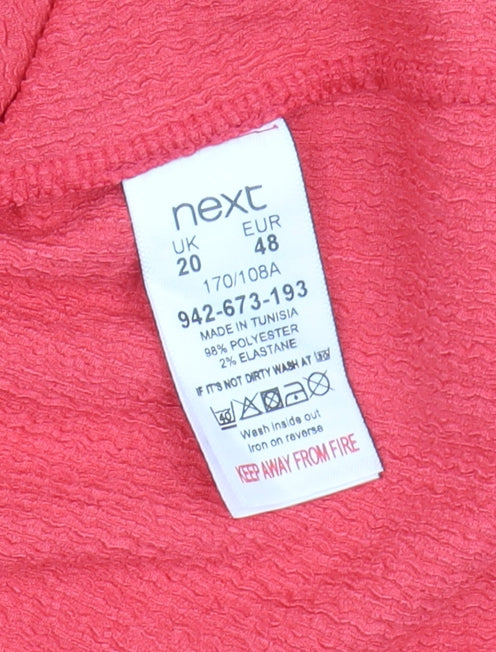 next
UK EUR
20 48
170/108A
942-673-193
MADE IN TUNISIA
98% POLYESTER
2% ELASTANE
IF IT'S NOT DIRTY WASH AT
40
Wash inside out
Iron on reverse
KEEP AWAY FROM FIRE